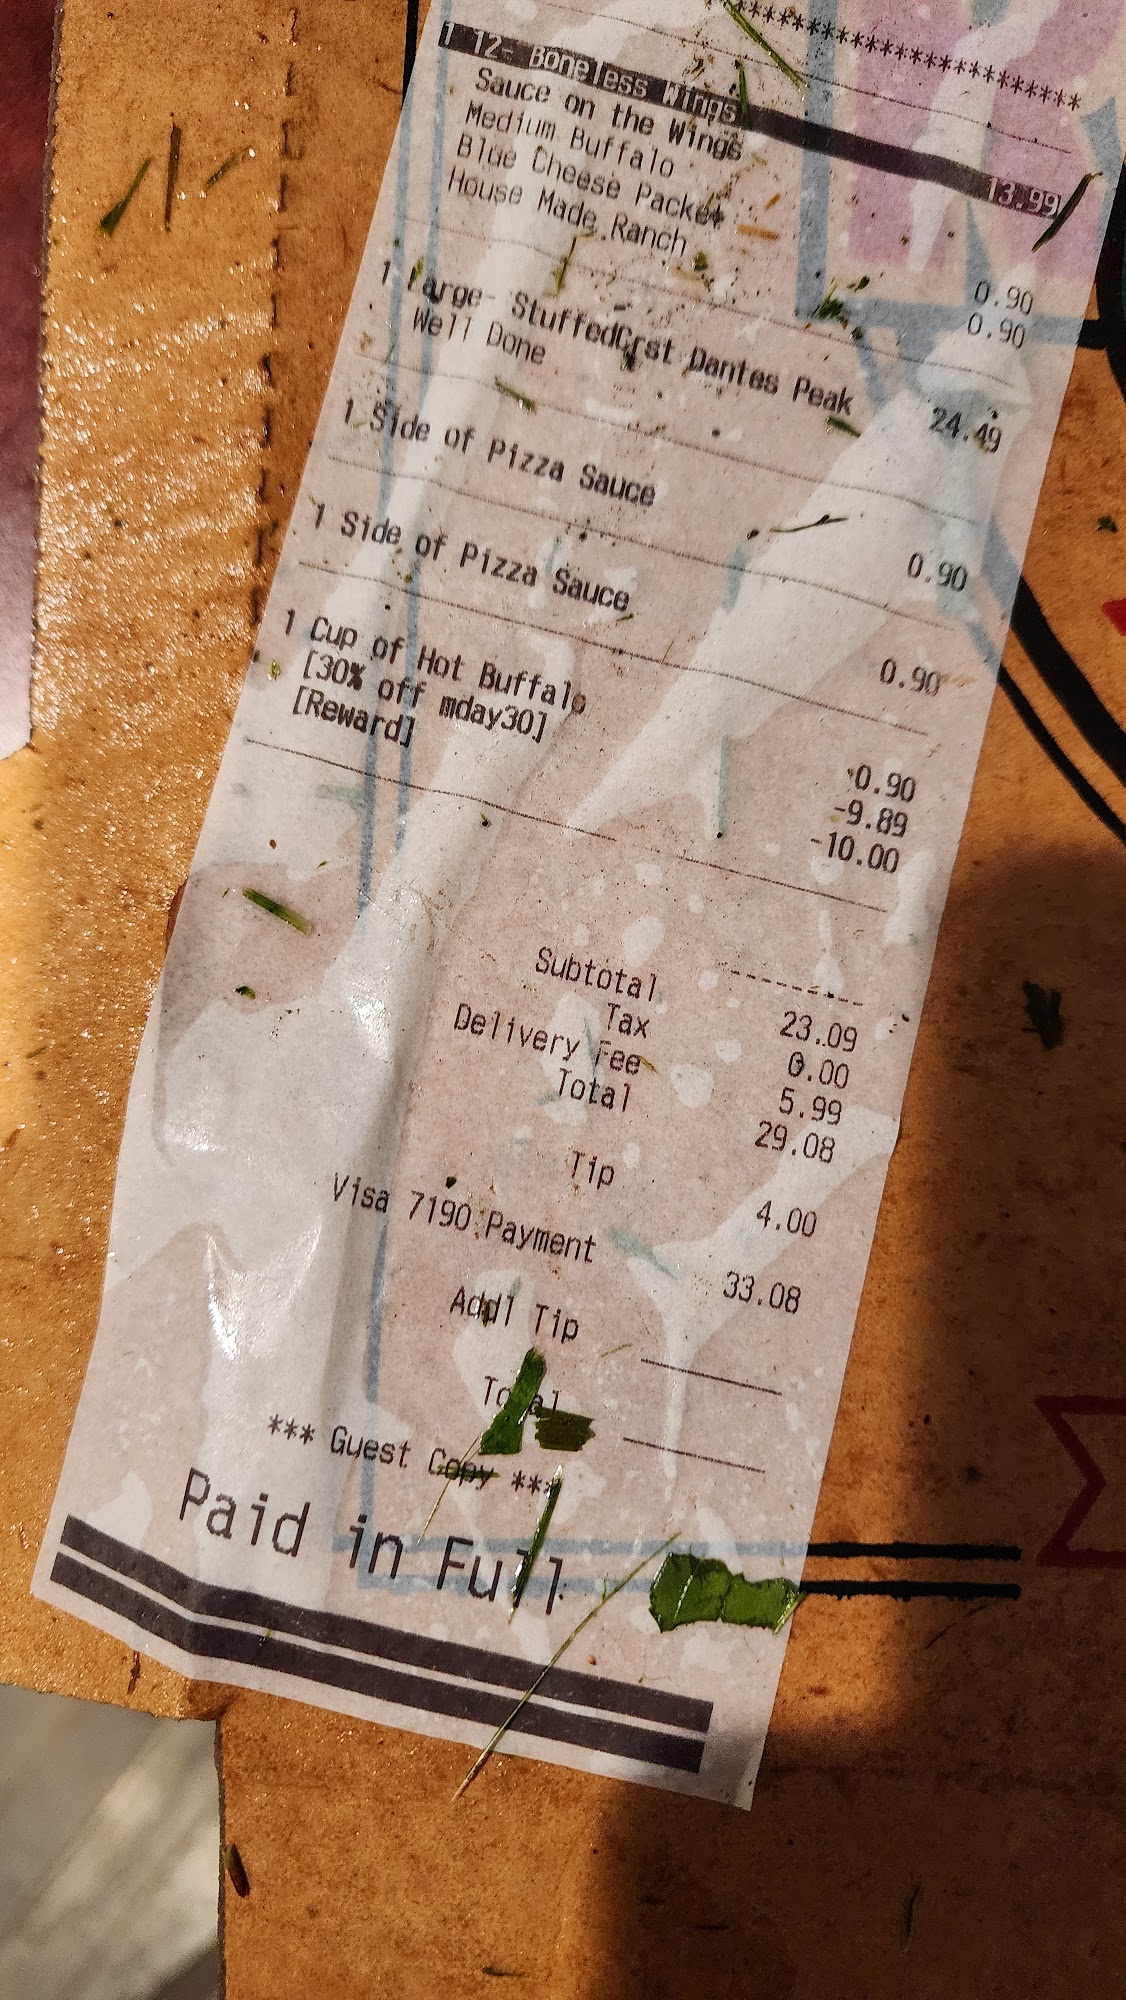 ***********************************
1 12- Boneless Wings 13.99
Sauce on the Wings
Medium Buffalo
Blue Cheese Packet 0.90
House Made Ranch 0.90
1 Large- StuffedCrst Dantes Peak 24.49
Well Done
1 Side of Pizza Sauce 0.90
1 Side of Pizza Sauce 0.90
1 Cup of Hot Buffalo 0.90
[30% off mday30] -9.89
[Reward] -10.00
Subtotal 23.09
Tax 0.00
Delivery Fee 5.99
Total 29.08
Tip 4.00
Visa 7190 Payment 33.08
Addl Tip
Total
*** Guest Copy ***
Paid in Full